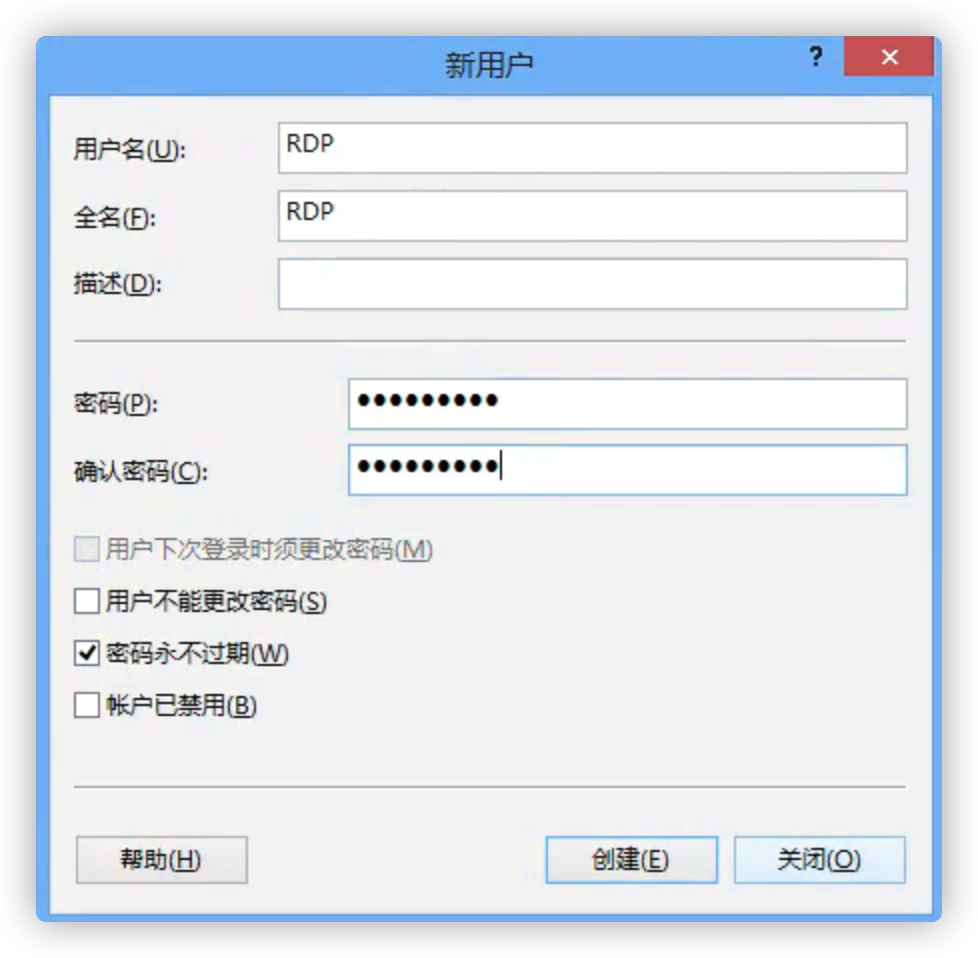 新用户
?
用户名(U): RDP
全名(F): RDP
描述(D):
密码(P): ●●●●●●●●●
确认密码(C): ●●●●●●●●●
用户下次登录时须更改密码(M)
用户不能更改密码(S)
密码永不过期(W)
帐户已禁用(B)
帮助(H) 创建(E) 关闭(O)